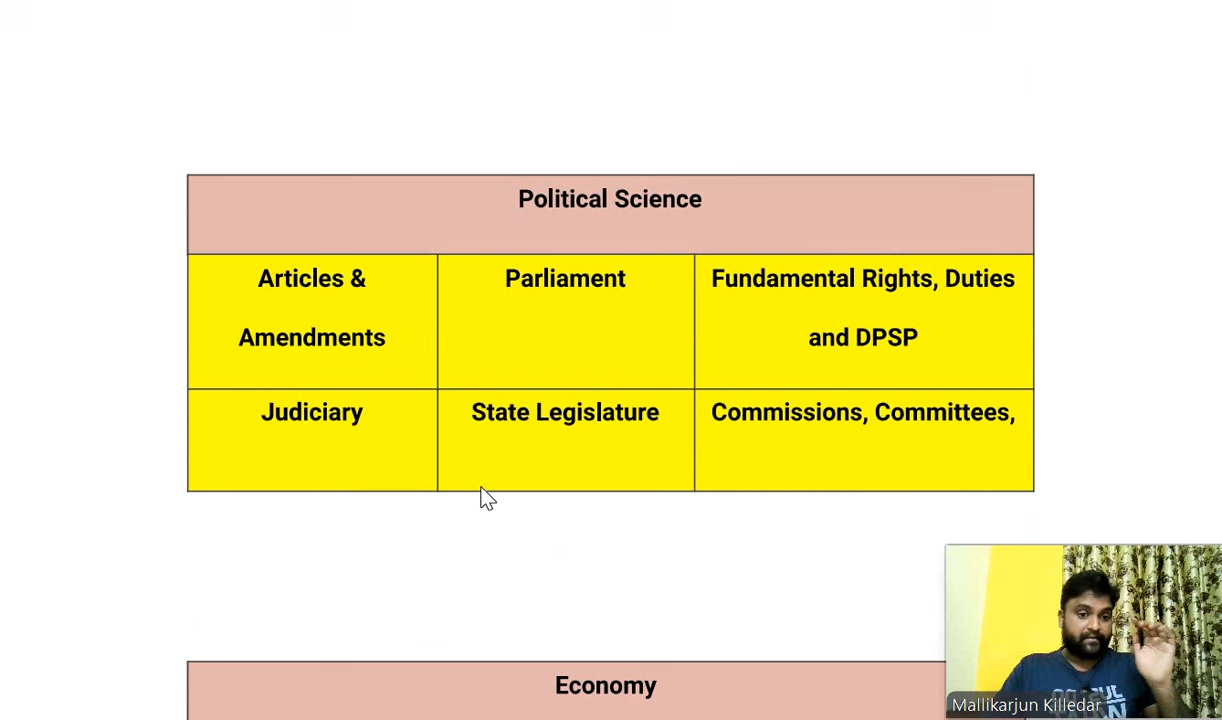 Political Science
Articles &
Amendments
Parliament
Fundamental Rights, Duties
and DPSP
Judiciary
State Legislature
Commissions, Committees,
Economy
Mallikarjun Killedar